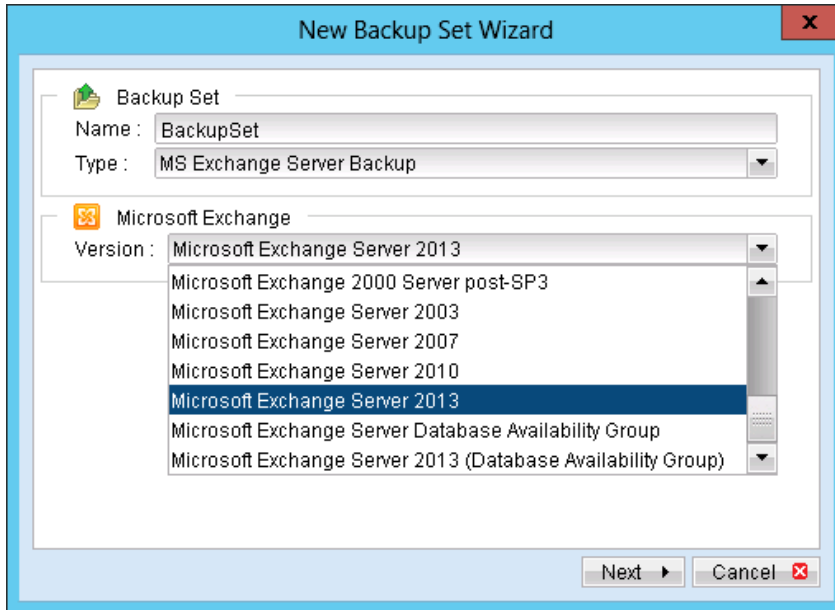 New Backup Set Wizard
x
Backup Set
Name : BackupSet
Type : MS Exchange Server Backup
Microsoft Exchange
Version : Microsoft Exchange Server 2013
Microsoft Exchange 2000 Server post-SP3
Microsoft Exchange Server 2003
Microsoft Exchange Server 2007
Microsoft Exchange Server 2010
Microsoft Exchange Server 2013
Microsoft Exchange Server Database Availability Group
Microsoft Exchange Server 2013 (Database Availability Group)
Next Cancel